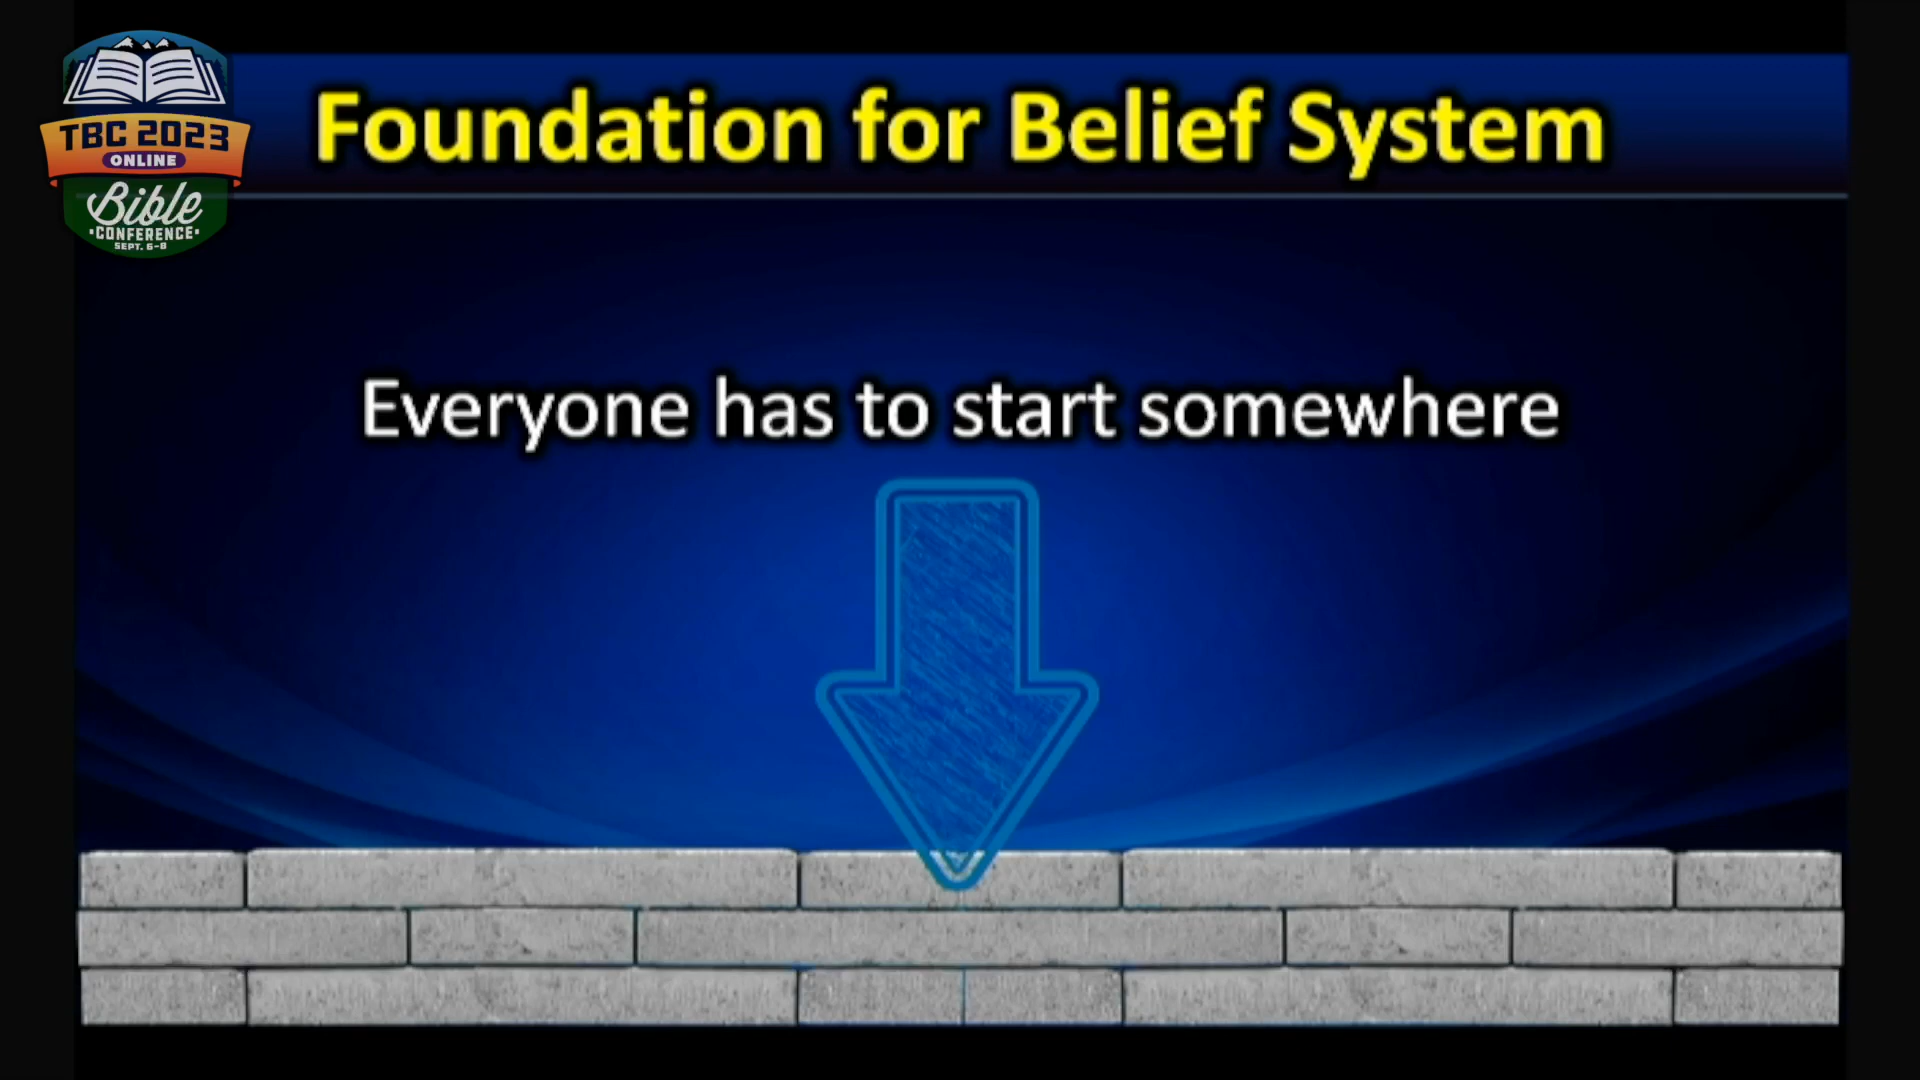 TBC 2023
ONLINE
Bible
·CONFERENCE·
SEPT. 6-8
Foundation for Belief System
Everyone has to start somewhere